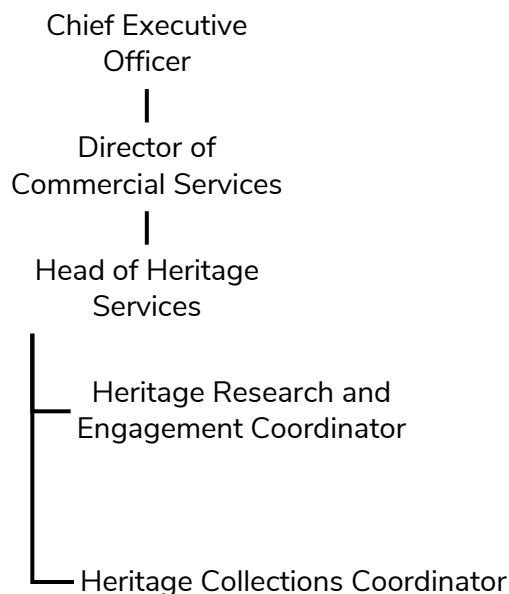 Chief Executive
Officer
Director of
Commercial Services
Head of Heritage
Services
Heritage Research and
Engagement Coordinator
Heritage Collections Coordinator